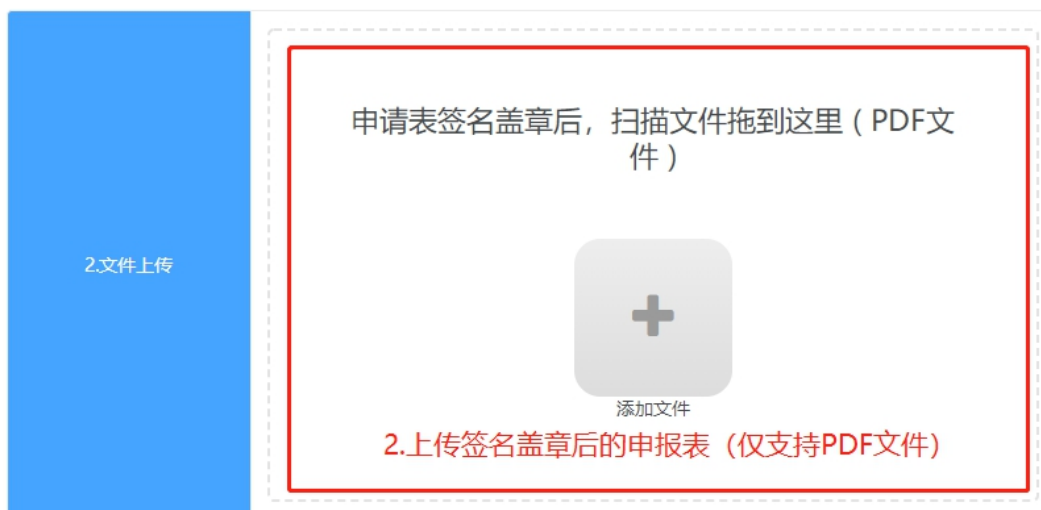 2.文件上传
申请表签名盖章后，扫描文件拖到这里（PDF文
件）
添加文件
2.上传签名盖章后的申报表（仅支持PDF文件）